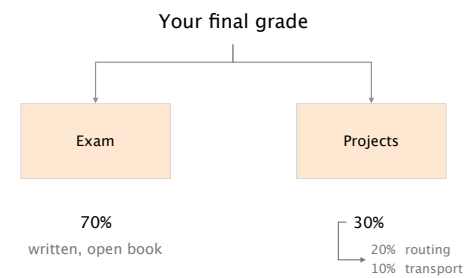 Your final grade
Exam
Projects
70%
written, open book
30%
20% routing
10% transport